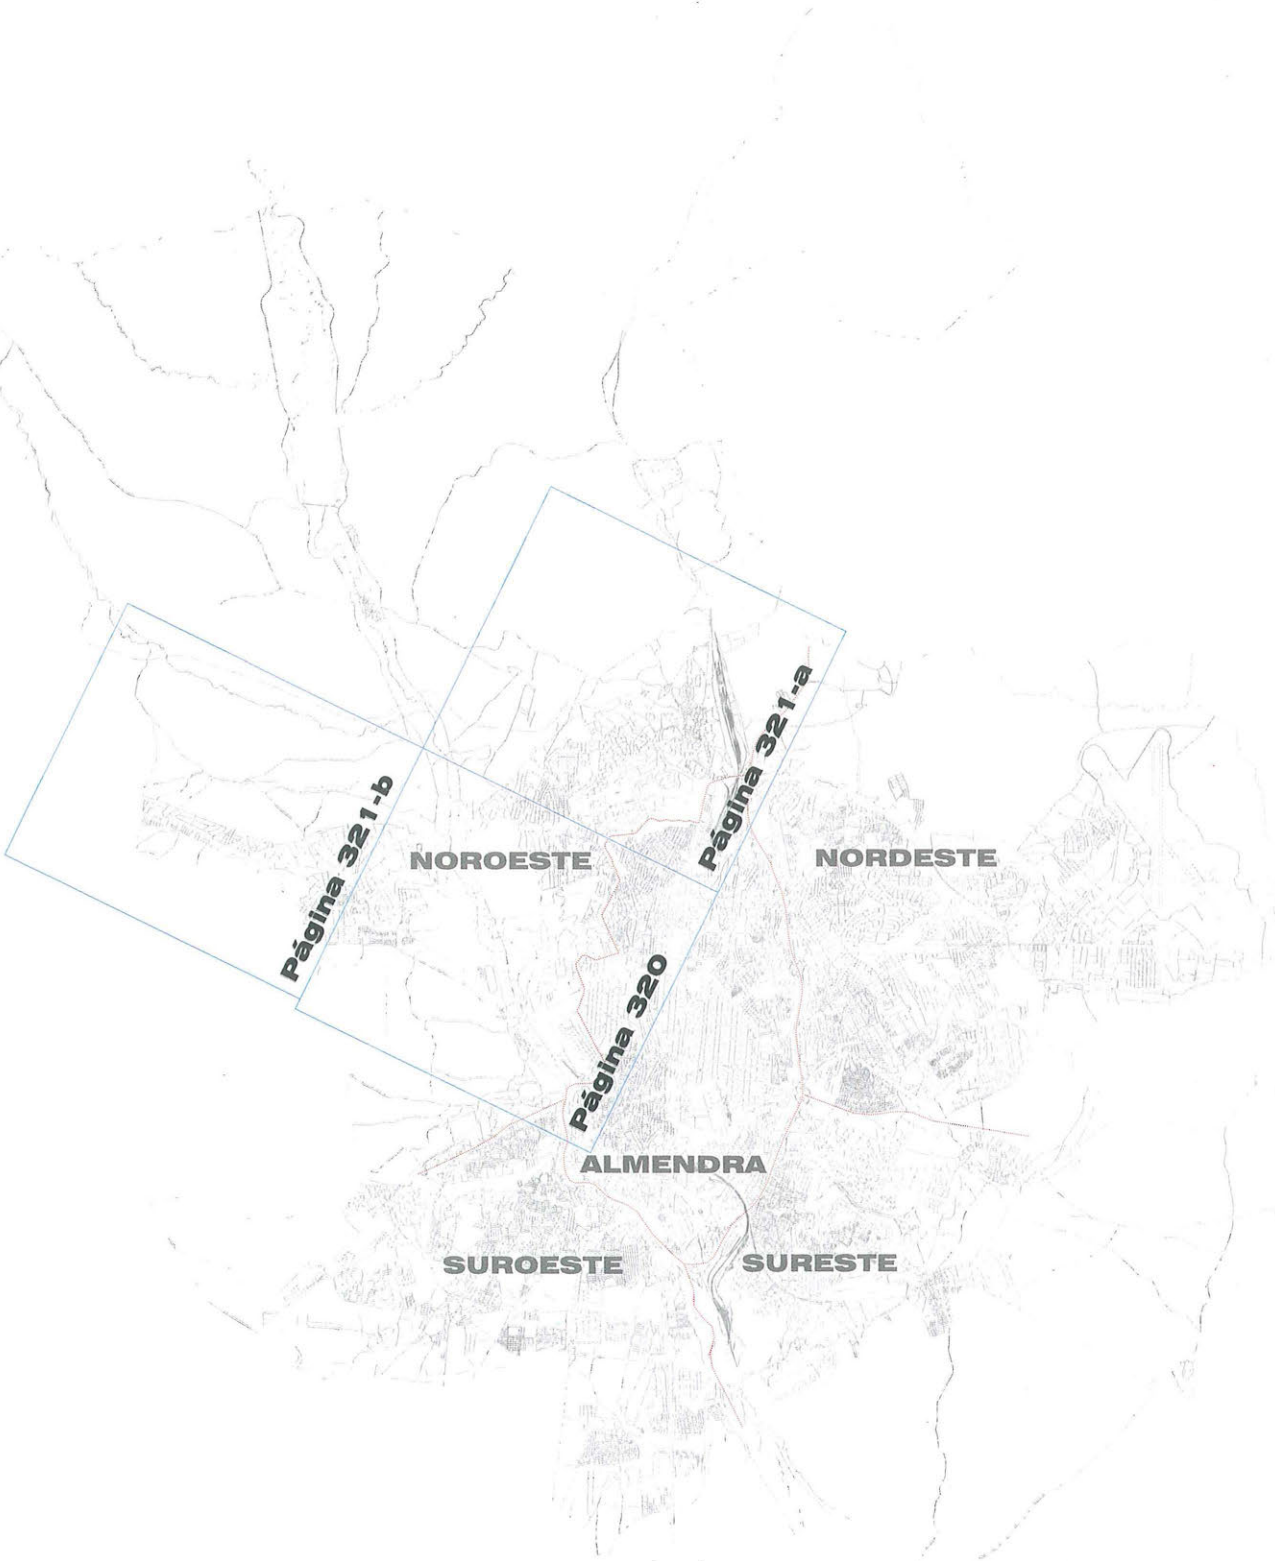 Página 321-a
Página 321-b
NOROESTE
NORDESTE
Página 320
ALMENDRA
SUROESTE
SURESTE